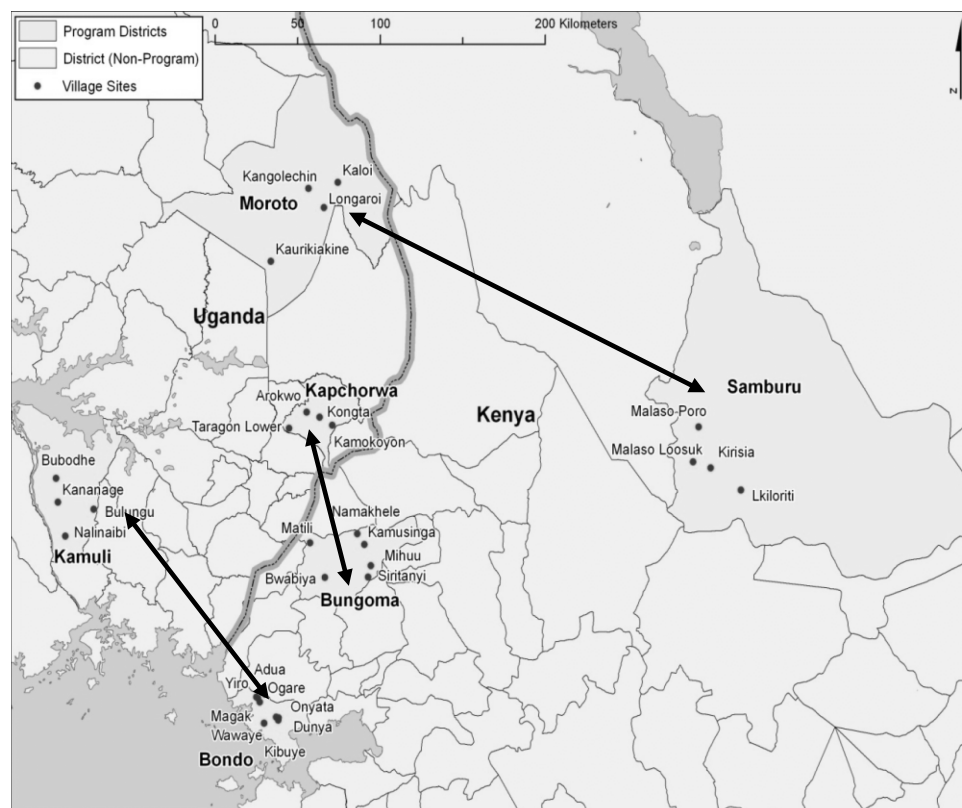 Program Districts
District (Non-Program)
Village Sites
0 50 100 200 Kilometers
N
Kaloi
Kangolechin
Moroto
Longaroi
Kaurikiakine
Uganda
Kapchorwa
Arokwo
Kongta
Taragon Lower
Kamokoyon
Kenya
Samburu
Malaso Poro
Malaso Loosuk
Kirisia
Lkiloriti
Bubodhe
Kananage
Bulungu
Nalinaibi
Kamuli
Namakhele
Matili
Kamusinga
Mihuu
Bwabiya
Siritanyi
Bungoma
Adua
Yiro
Ogare
Magak
Onyata
Wawaye
Dunya
Kibuye
Bondo